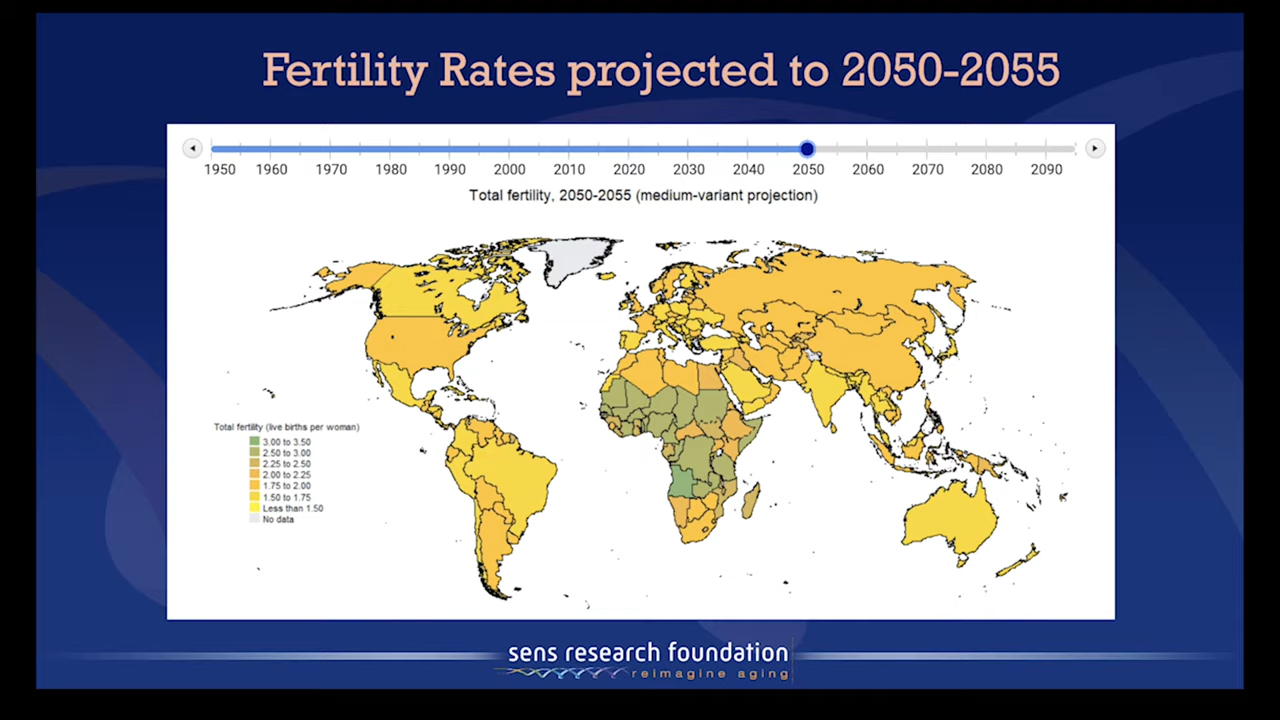 Fertility Rates projected to 2050-2055
1950 1960 1970 1980 1990 2000 2010 2020 2030 2040 2050 2060 2070 2080 2090
Total fertility, 2050-2055 (medium-variant projection)
Total fertility (live births per woman)
3.00 to 3.50
2.50 to 3.00
2.25 to 2.50
2.00 to 2.25
1.75 to 2.00
1.50 to 1.75
Less than 1.50
No data
sens research foundation
reimagine aging